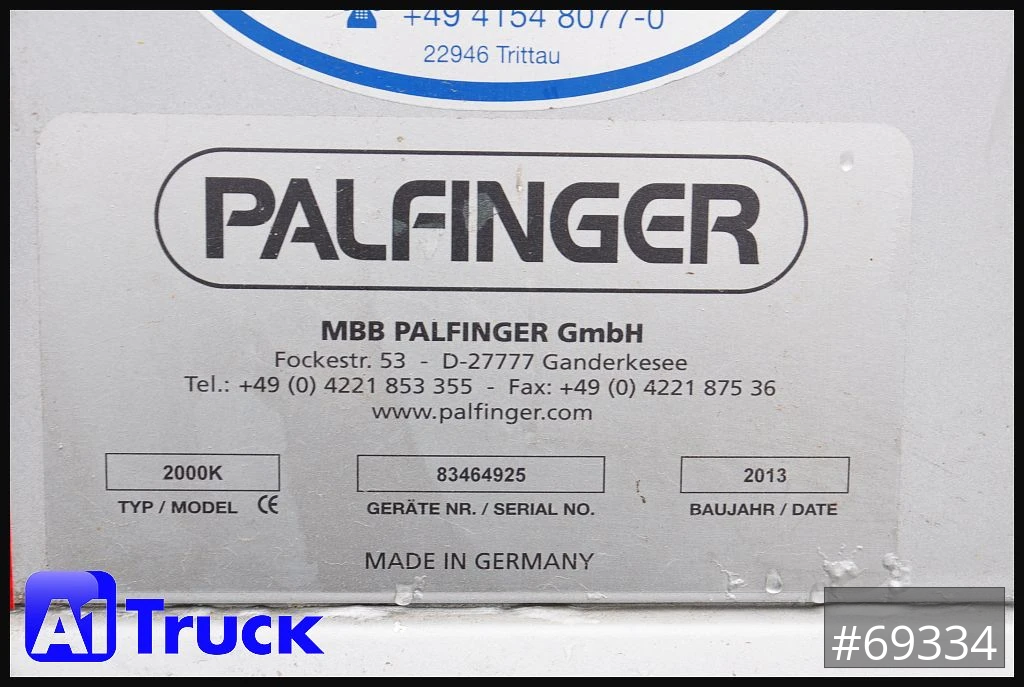 +49 4154 8077-0
22946 Trittau
PALFINGER
MBB PALFINGER GmbH
Fockestr. 53 - D-27777 Ganderkesee
Tel.: +49 (0) 4221 853 355 - Fax: +49 (0) 4221 875 36
www.palfinger.com
2000K
83464925
2013
TYP / MODEL CE
GERÄTE NR. / SERIAL NO.
BAUJAHR / DATE
MADE IN GERMANY
A1 Truck
#69334